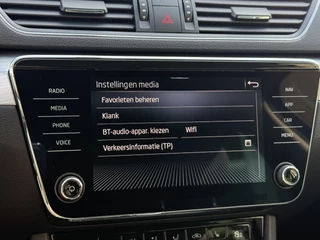 Instellingen media
RADIO
MEDIA
PHONE
VOICE
Favorieten beheren
Klank
BT-audio-appar. kiezen Wifi
Verkeersinformatie (TP)
NAV
APP
CAR
MENU